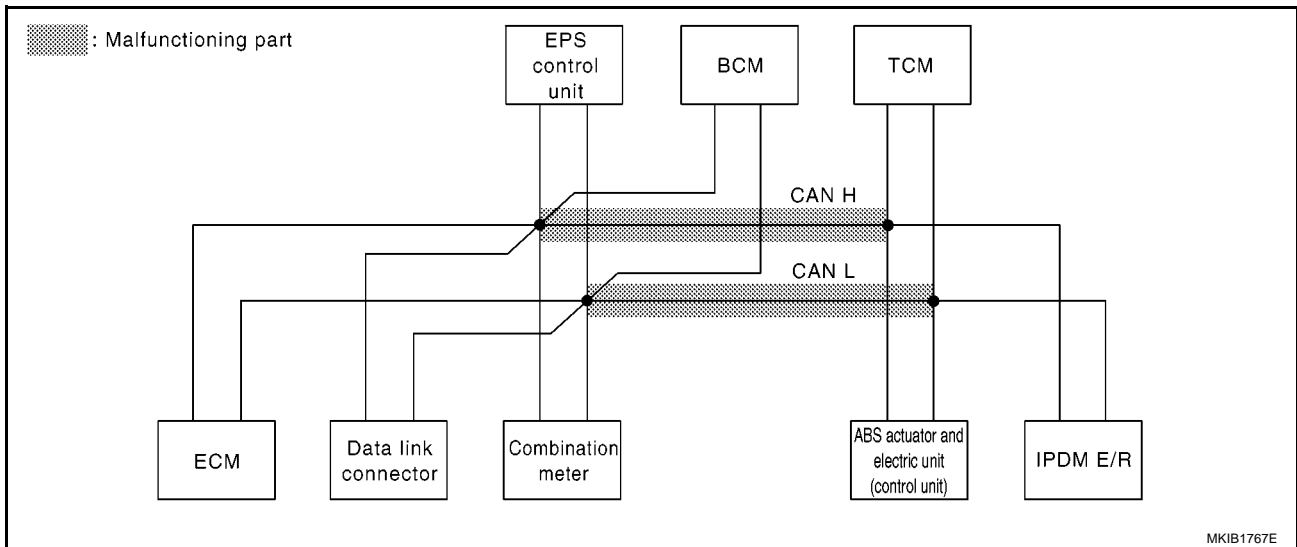 : Malfunctioning part
EPS
control
unit
BCM
TCM
CAN H
CAN L
ECM
Data link
connector
Combination
meter
ABS actuator and
electric unit
(control unit)
IPDM E/R
MKIB1767E